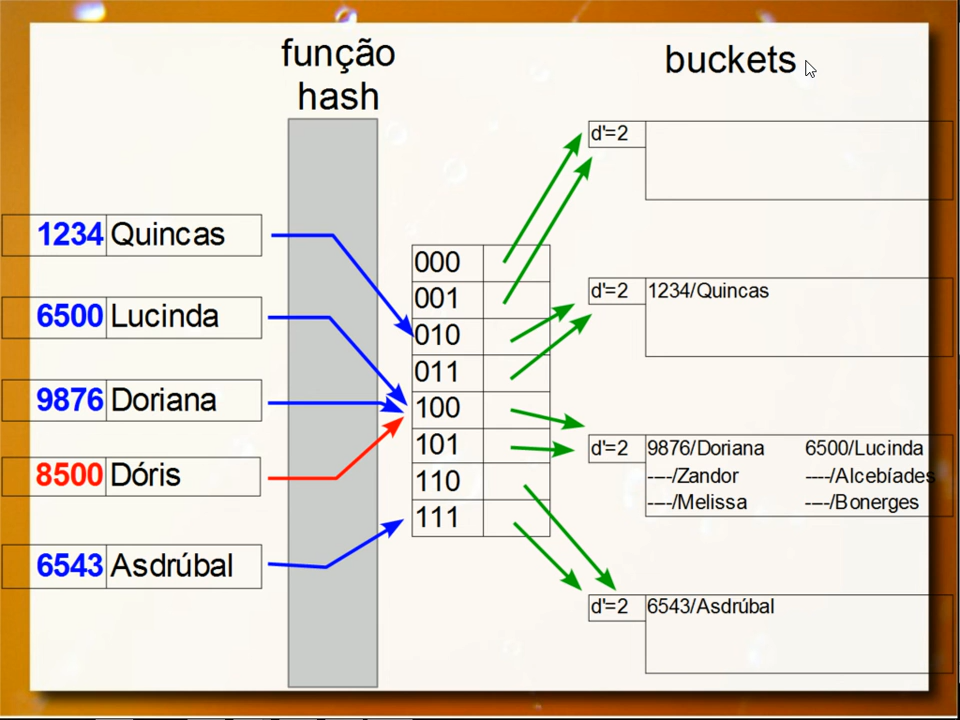 função
hash
buckets
1234 Quincas
6500 Lucinda
9876 Doriana
8500 Dóris
6543 Asdrúbal
000
001
010
011
100
101
110
111
d'=2
d'=2 1234/Quincas
d'=2 9876/Doriana 6500/Lucinda
----/Zandor ----/Alcebíades
----/Melissa ----/Bonerges
d'=2 6543/Asdrúbal